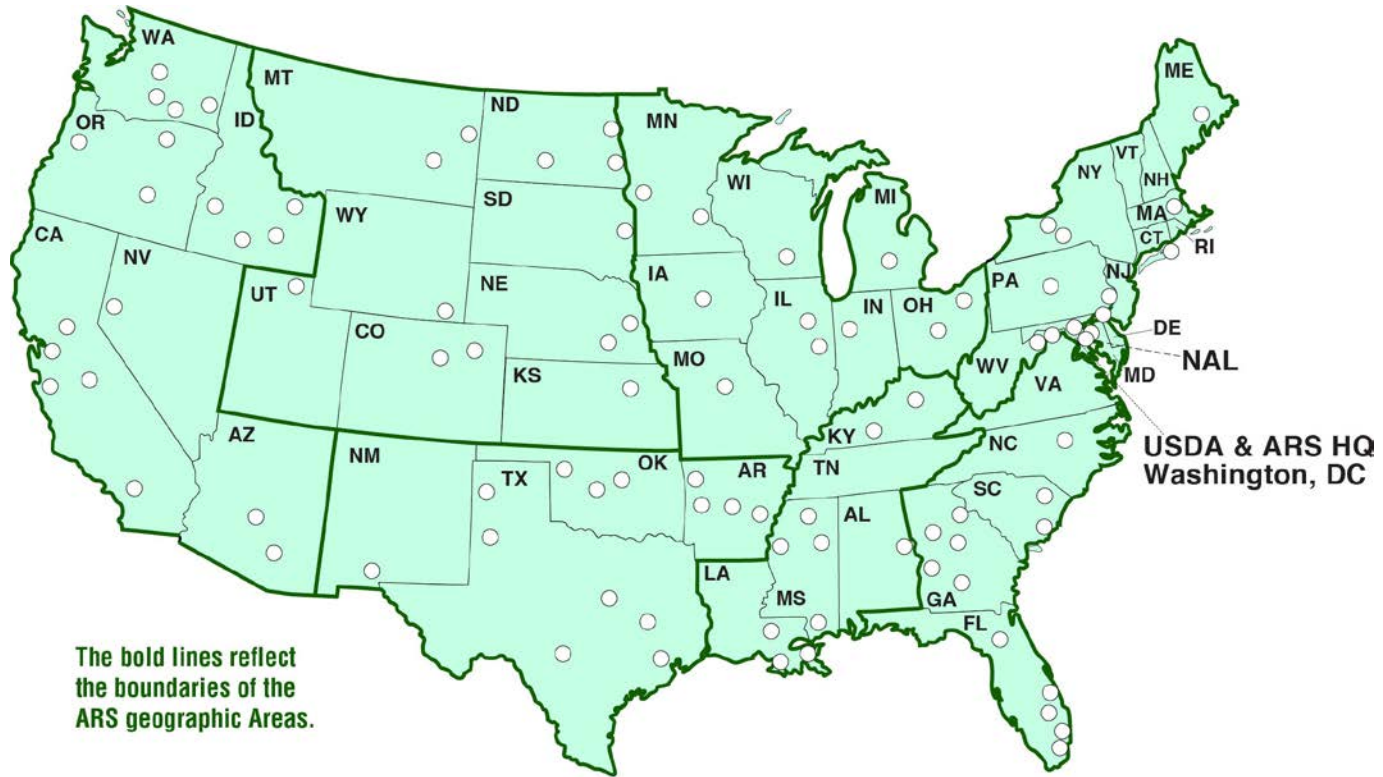 WA
MT
ND
MN
ME
OR
ID
VT
NY
NH
WI
MI
MA
SD
WY
CT
RI
CA
NV
IA
NE
PA
NJ
UT
IL
IN
OH
CO
DE
MO
NAL
KS
WV
VA
MD
AZ
KY
NC
USDA & ARS HQ
Washington, DC
NM
TX
OK
AR
TN
SC
AL
LA
MS
GA
FL
The bold lines reflect
the boundaries of the
ARS geographic Areas.